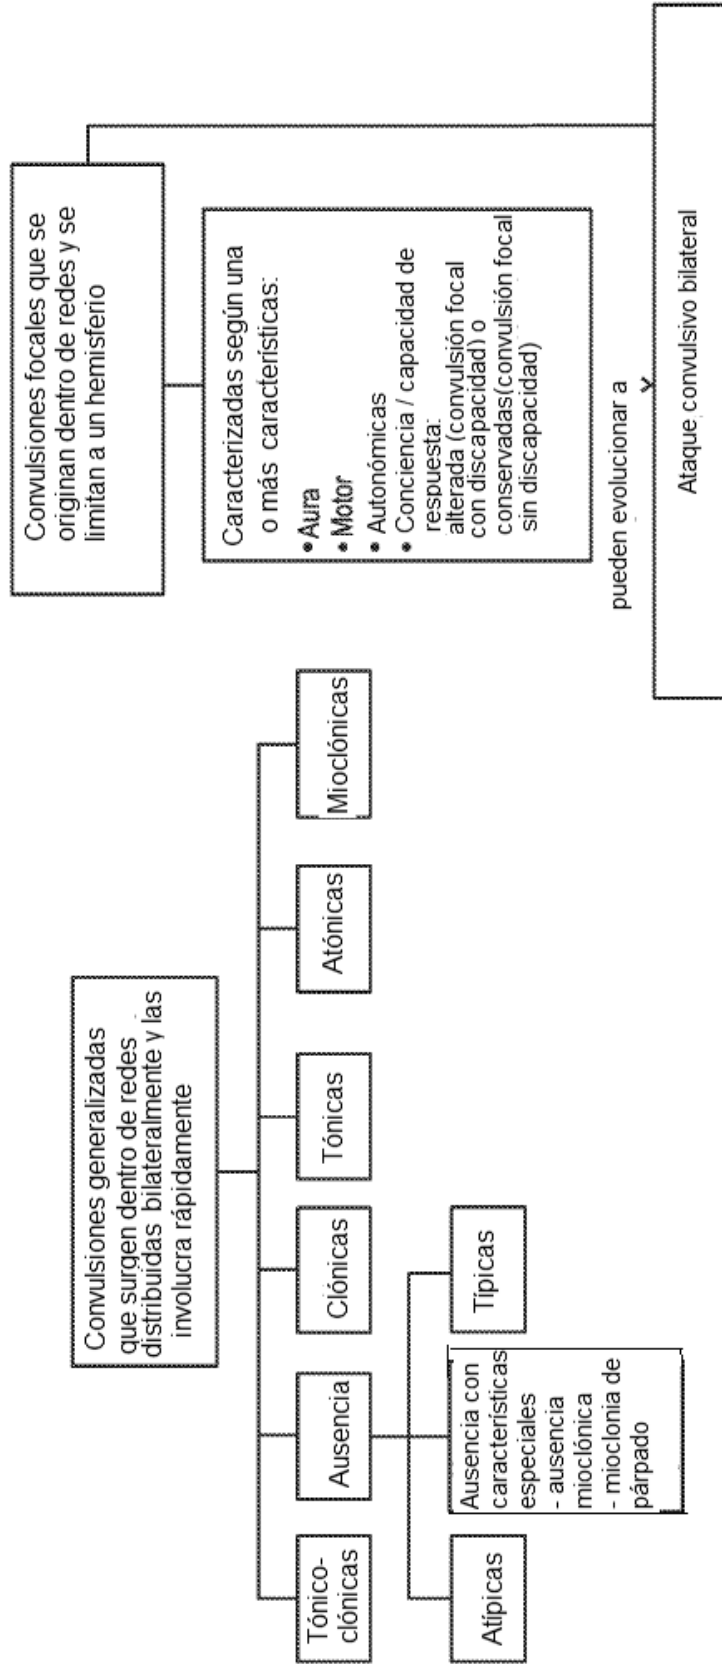 Convulsiones generalizadas
que surgen dentro de redes
distribuidas bilateralmente y las
involucra rápidamente
Tónico-
clónicas
Ausencia
Clónicas
Tónicas
Atónicas
Mioclónicas
Atípicas
Ausencia con
características
especiales
- ausencia
mioclónica
- mioclonia de
párpado
Típicas
Convulsiones focales que se
originan dentro de redes y se
limitan a un hemisferio
Caracterizadas según una
o más características:
• Aura
• Motor
• Autonómicas
• Conciencia / capacidad de
respuesta:
alterada (convulsión focal
con discapacidad) o
conservadas(convulsión focal
sin discapacidad)
pueden evolucionar a
Ataque convulsivo bilateral